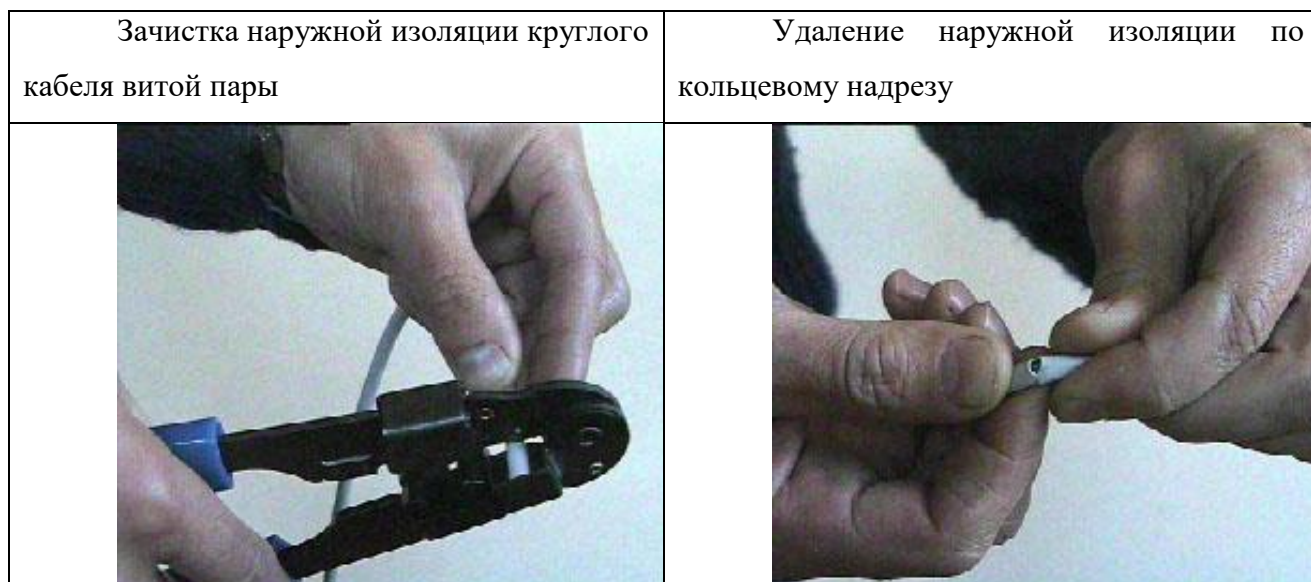 Зачистка наружной изоляции круглого
кабеля витой пары
Удаление наружной изоляции по
кольцевому надрезу